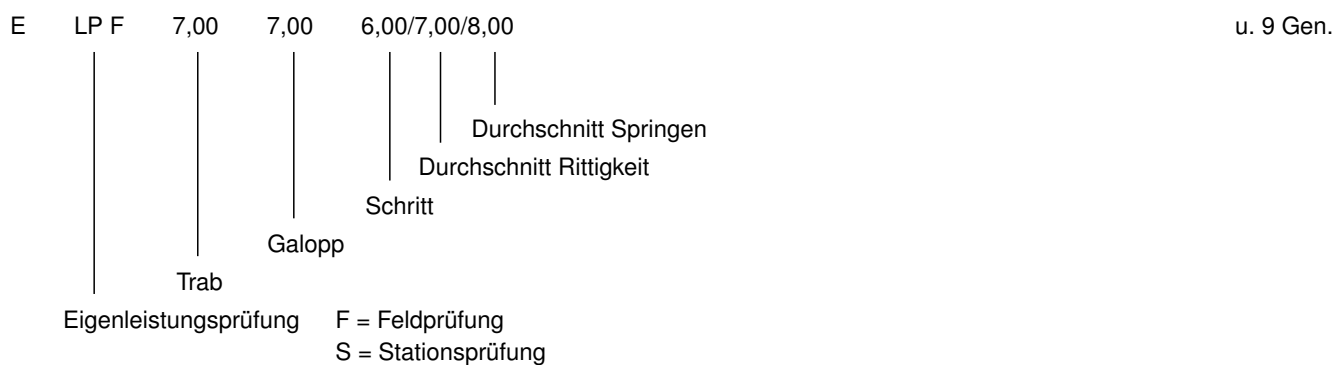 E LP F 7,00 7,00 6,00/7,00/8,00 u. 9 Gen.
Durchschnitt Springen
Durchschnitt Rittigkeit
Schritt
Galopp
Trab
Eigenleistungsprüfung F = Feldprüfung
S = Stationsprüfung